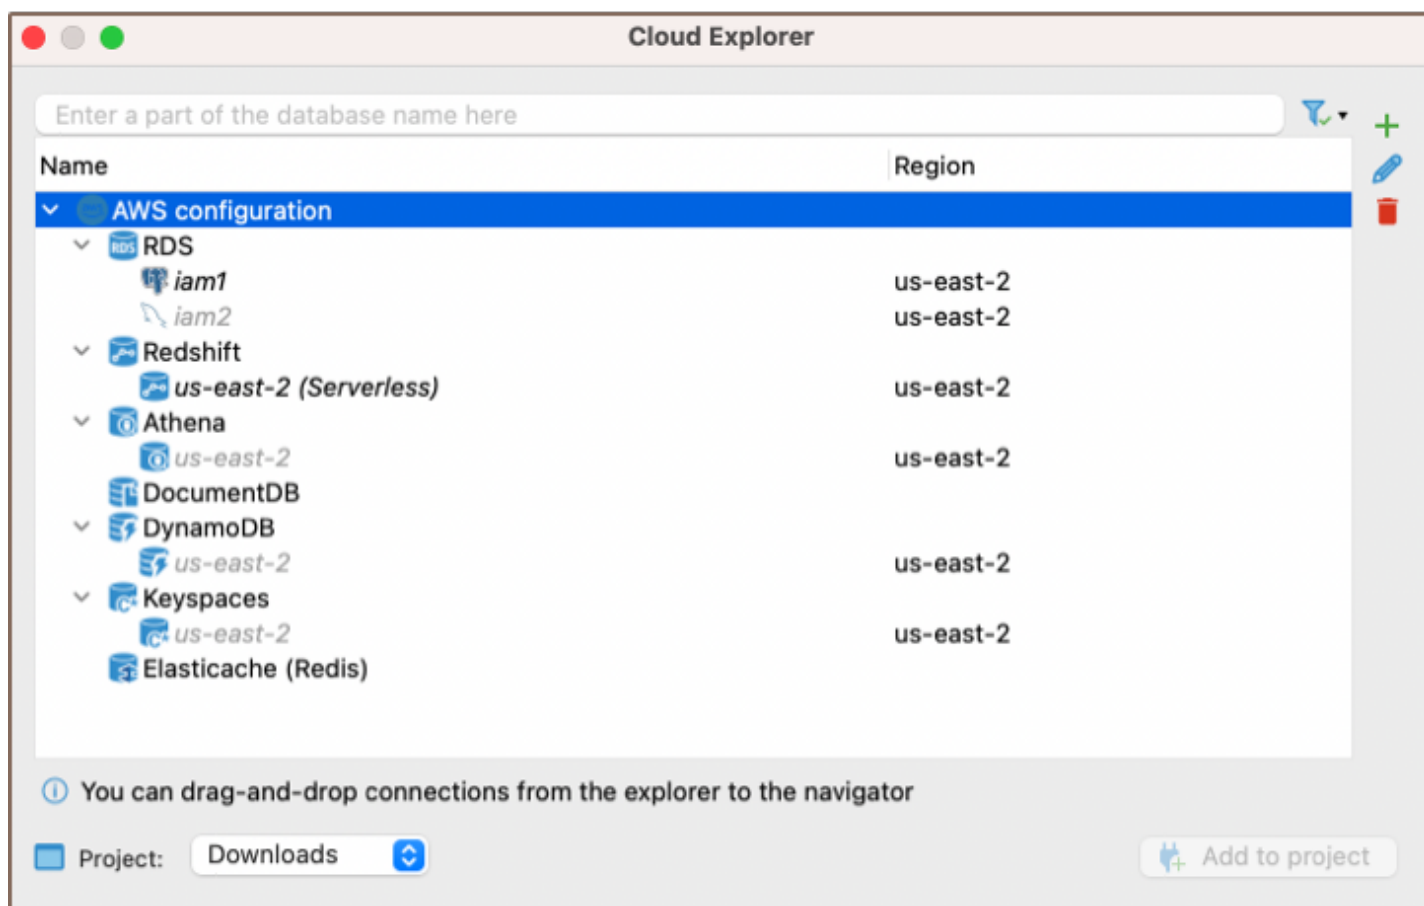 Cloud Explorer
Enter a part of the database name here
Name Region
AWS configuration
RDS RDS
iam1 us-east-2
iam2 us-east-2
Redshift
us-east-2 (Serverless) us-east-2
Athena
us-east-2 us-east-2
DocumentDB
DynamoDB
us-east-2 us-east-2
Keyspaces
us-east-2 us-east-2
Elasticache (Redis)
You can drag-and-drop connections from the explorer to the navigator
Project: Downloads Add to project